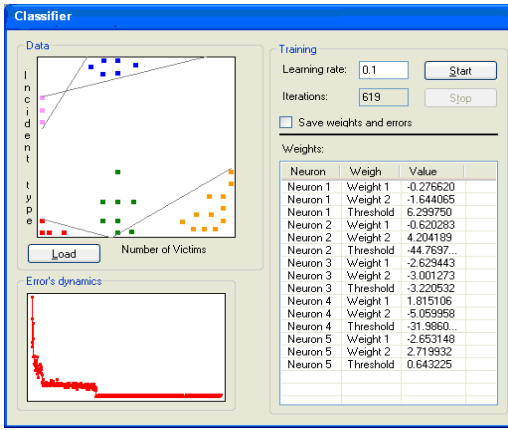 Classifier
Data
Incident type
Number of Victims
Load
Error's dynamics
Training
Learning rate: 0.1 Start
Iterations: 619 Stop
Save weights and errors
Weights:
Neuron Weigh Value
Neuron 1 Weight 1 -0.276620
Neuron 1 Weight 2 -1.644065
Neuron 1 Threshold 6.299750
Neuron 2 Weight 1 -0.620283
Neuron 2 Weight 2 4.204189
Neuron 2 Threshold -44.7697...
Neuron 3 Weight 1 -2.629443
Neuron 3 Weight 2 -3.001273
Neuron 3 Threshold -3.220532
Neuron 4 Weight 1 1.815106
Neuron 4 Weight 2 -5.059958
Neuron 4 Threshold -31.9860...
Neuron 5 Weight 1 -2.653148
Neuron 5 Weight 2 2.719932
Neuron 5 Threshold 0.643225